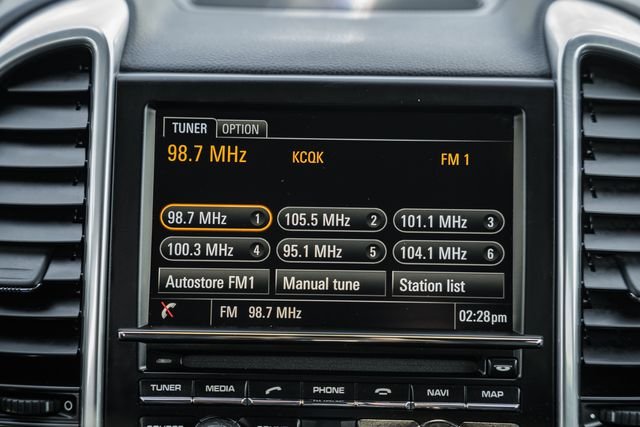 TUNER OPTION
98.7 MHz KCQK FM 1
98.7 MHz 1 105.5 MHz 2 101.1 MHz 3
100.3 MHz 4 95.1 MHz 5 104.1 MHz 6
Autostore FM1 Manual tune Station list
FM 98.7 MHz 02:28pm
TUNER MEDIA PHONE NAVI MAP